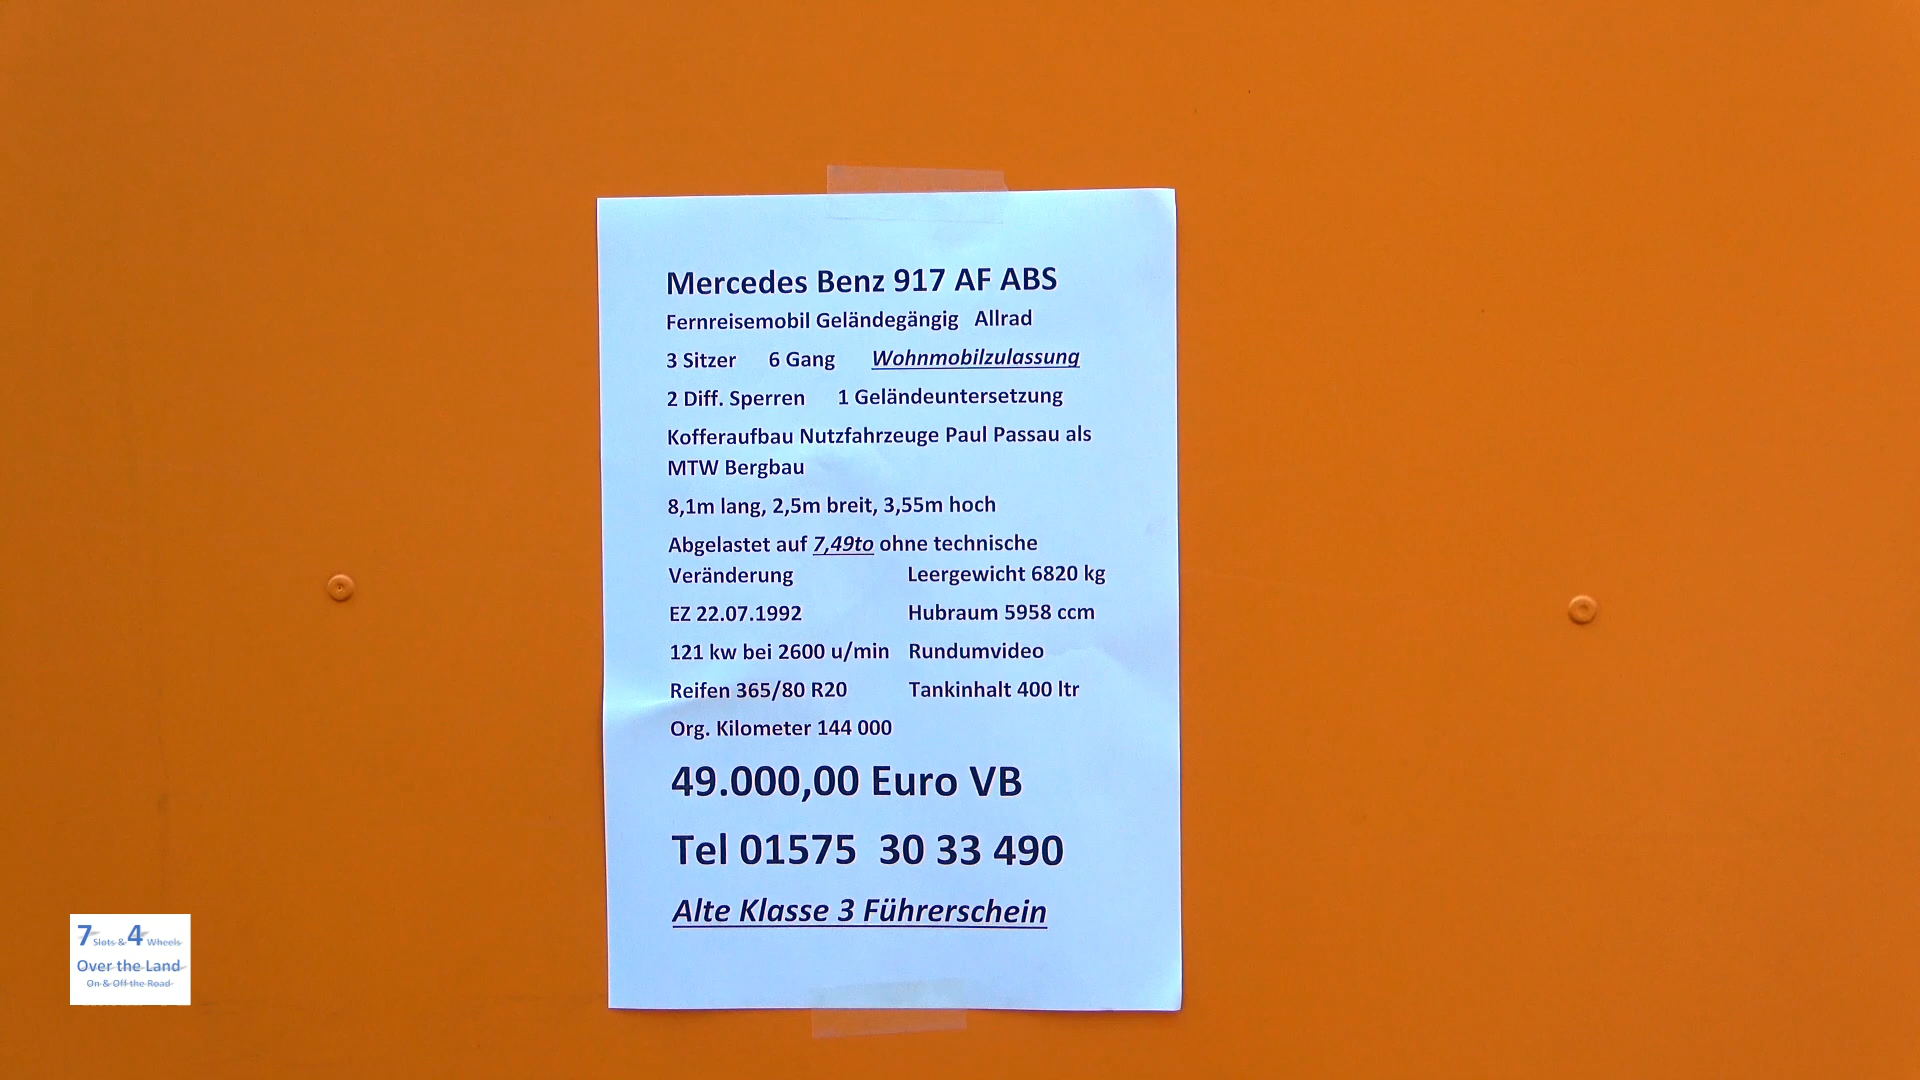 Mercedes Benz 917 AF ABS
Fernreisemobil Geländegängig Allrad
3 Sitzer 6 Gang Wohnmobilzulassung
2 Diff. Sperren 1 Geländeuntersetzung
Kofferaufbau Nutzfahrzeuge Paul Passau als
MTW Bergbau
8,1m lang, 2,5m breit, 3,55m hoch
Abgelastet auf 7,49to ohne technische
Veränderung Leergewicht 6820 kg
EZ 22.07.1992 Hubraum 5958 ccm
121 kw bei 2600 u/min Rundumvideo
Reifen 365/80 R20 Tankinhalt 400 ltr
Org. Kilometer 144 000
49.000,00 Euro VB
Tel 01575 30 33 490
Alte Klasse 3 Führerschein
7 Slots & 4 Wheels
Over the Land
On & Off the Road